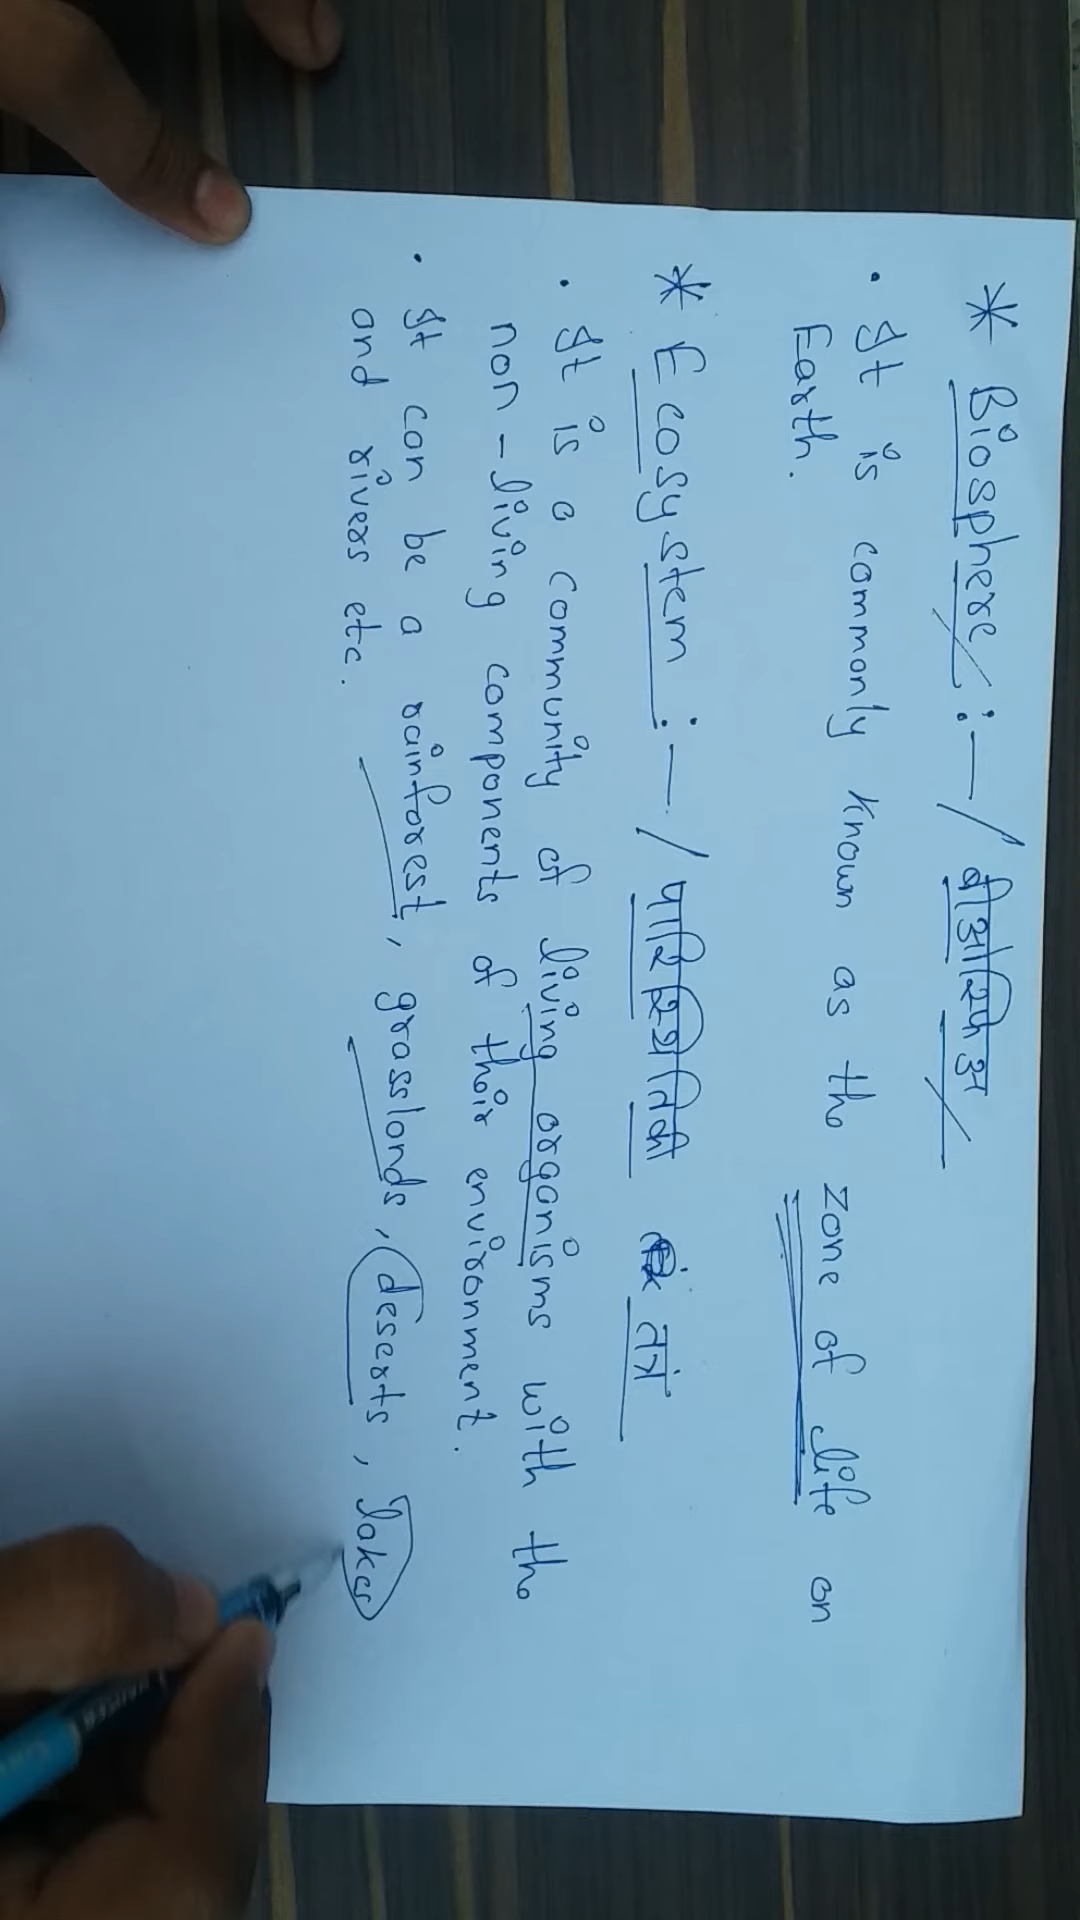 * Biosphere :- / बीओस्फिअ
• It is commonly known as the zone of life on
Earth.
* Ecosystem :- / पारिस्थितिकी तंत्र
• It is a community of living organisms with the
non-living components of their environment.
• It can be a rainforest, grasslands, deserts, lakes
and rivers etc.